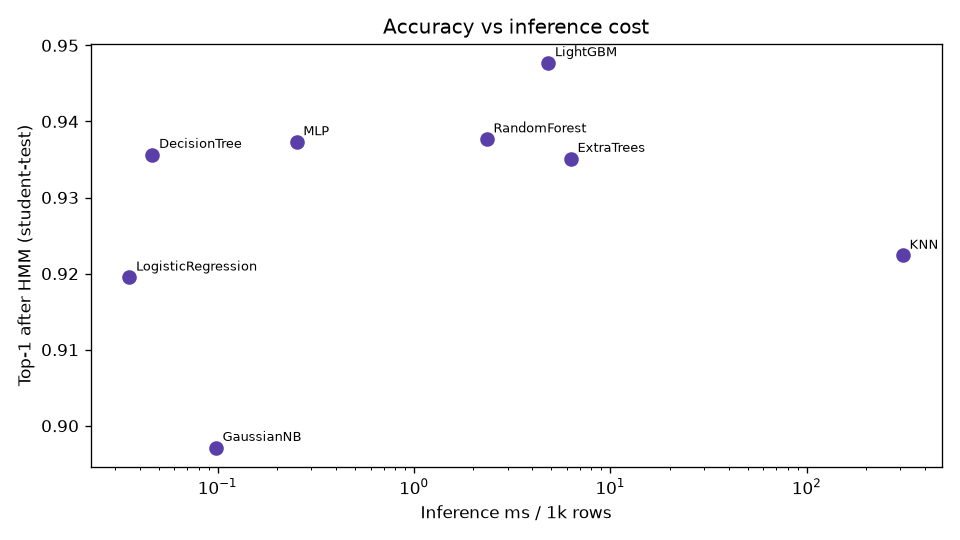 Accuracy vs inference cost
0.95
0.94
0.93
0.92
0.91
0.90
Top-1 after HMM (student-test)
LightGBM
RandomForest
MLP
ExtraTrees
DecisionTree
KNN
LogisticRegression
GaussianNB
10⁻¹ 10⁰ 10¹ 10²
Inference ms / 1k rows